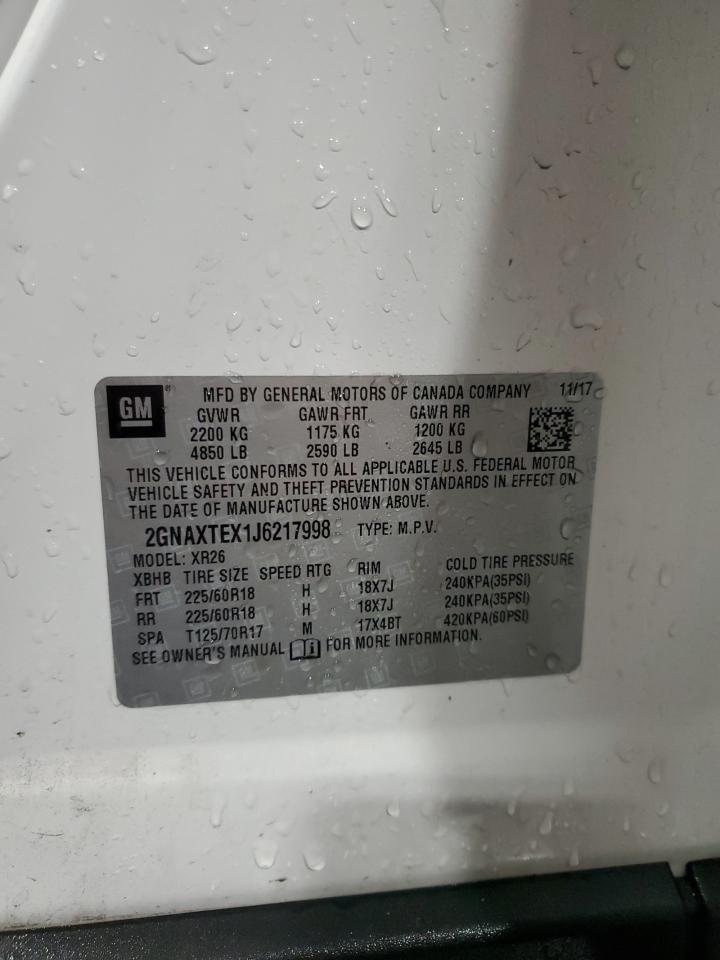 GM ® MFD BY GENERAL MOTORS OF CANADA COMPANY 11/17
GVWR GAWR FRT GAWR RR
2200 KG 1175 KG 1200 KG
4850 LB 2590 LB 2645 LB
THIS VEHICLE CONFORMS TO ALL APPLICABLE U.S. FEDERAL MOTOR
VEHICLE SAFETY AND THEFT PREVENTION STANDARDS IN EFFECT ON
THE DATE OF MANUFACTURE SHOWN ABOVE.
2GNAXTEX1J6217998 TYPE: M.P.V.
MODEL: XR26
XBHB TIRE SIZE SPEED RTG RIM COLD TIRE PRESSURE
FRT 225/60R18 H 18X7J 240KPA(35PSI)
RR 225/60R18 H 18X7J 240KPA(35PSI)
SPA T125/70R17 M 17X4BT 420KPA(60PSI)
SEE OWNER'S MANUAL i FOR MORE INFORMATION.